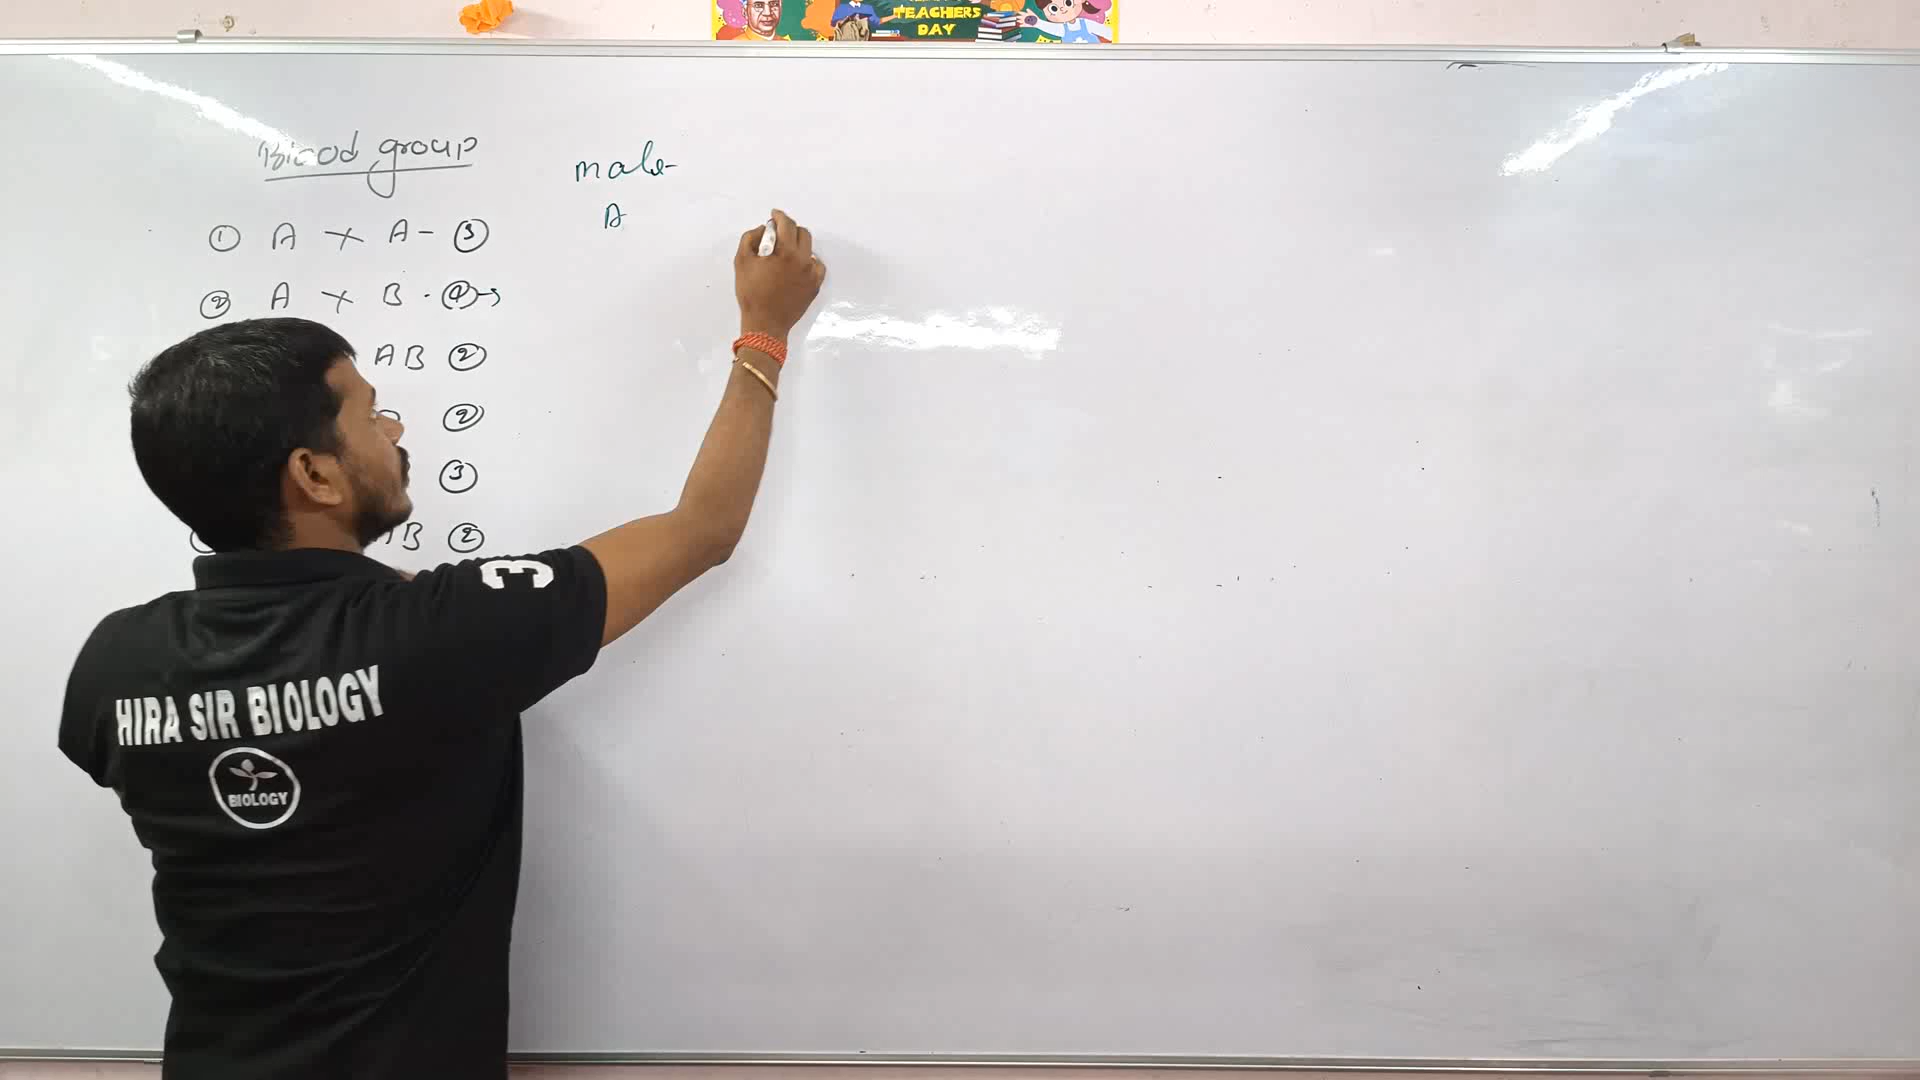 TEACHERS
DAY
Blood group
male
A
① A × A - ③
② A × B - ④→
AB ②
②
③
AB ②
3
HIRA SIR BIOLOGY
BIOLOGY